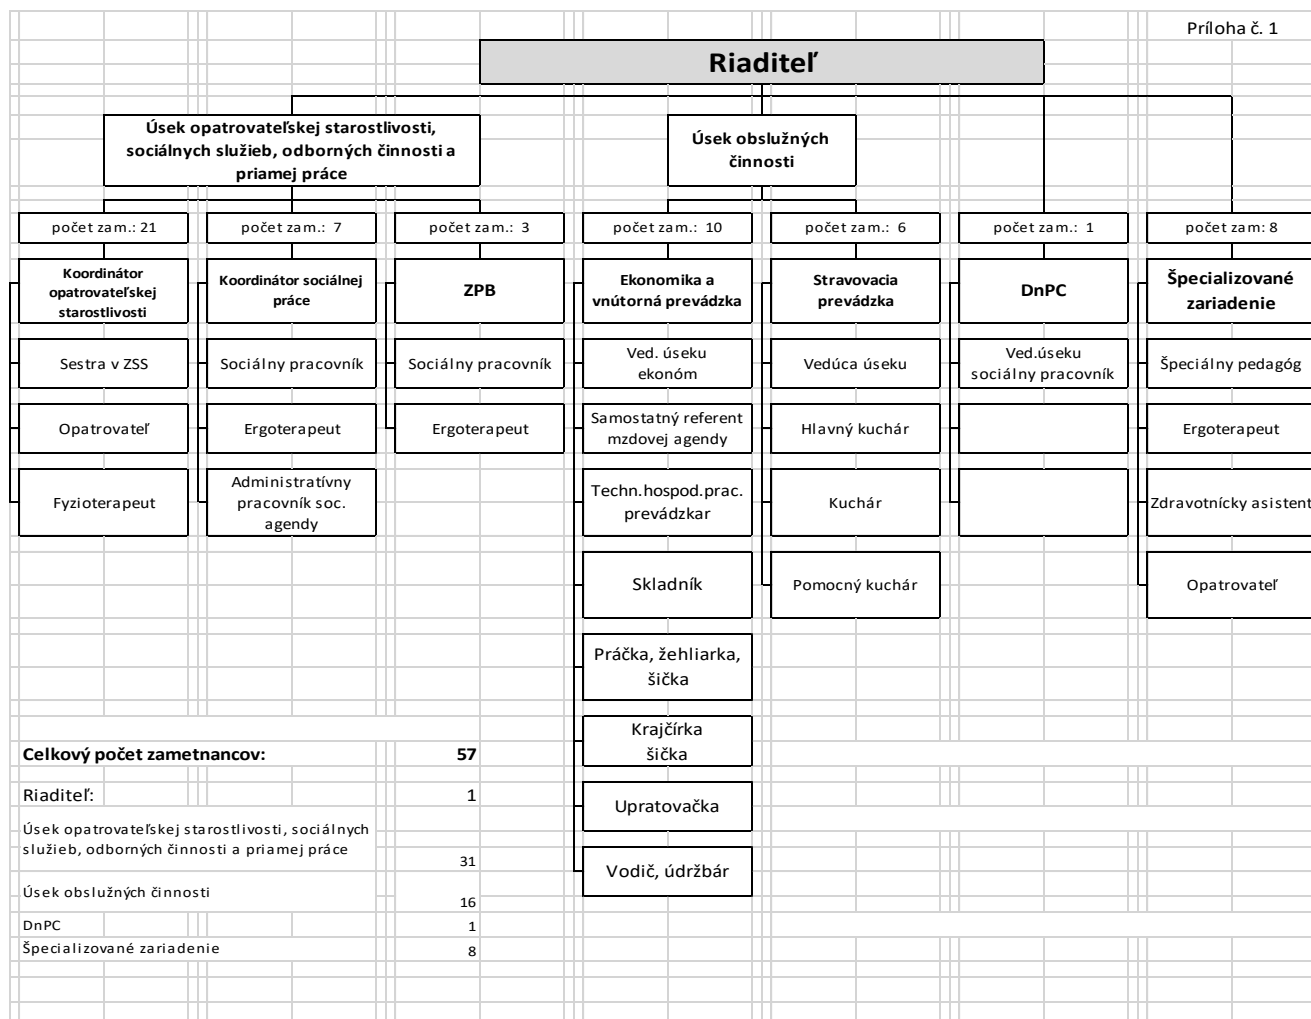 Príloha č. 1
Riaditeľ
Úsek opatrovateľskej starostlivosti,
sociálnych služieb, odborných činnosti a
priamej práce
Úsek obslužných
činnosti
počet zam.: 21
počet zam.: 7
počet zam.: 3
počet zam.: 10
počet zam.: 6
počet zam.: 1
počet zam: 8
Koordinátor
opatrovateľskej
starostlivosti
Koordinátor sociálnej
práce
ZPB
Ekonomika a
vnútorná prevádzka
Stravovacia
prevádzka
DnPC
Špecializované
zariadenie
Sestra v ZSS
Sociálny pracovník
Sociálny pracovník
Ved. úseku
ekonóm
Vedúca úseku
Ved.úseku
sociálny pracovník
Špeciálny pedagóg
Opatrovateľ
Ergoterapeut
Ergoterapeut
Samostatný referent
mzdovej agendy
Hlavný kuchár
Ergoterapeut
Fyzioterapeut
Administratívny
pracovník soc.
agendy
Techn.hospod.prac.
prevádzkar
Kuchár
Zdravotnícky asistent
Skladník
Pomocný kuchár
Opatrovateľ
Práčka, žehliarka,
šička
Krajčírka
šička
Upratovačka
Vodič, údržbár
Celkový počet zametnancov: 57
Riaditeľ: 1
Úsek opatrovateľskej starostlivosti, sociálnych
služieb, odborných činnosti a priamej práce
31
Úsek obslužných činnosti
16
DnPC 1
Špecializované zariadenie 8